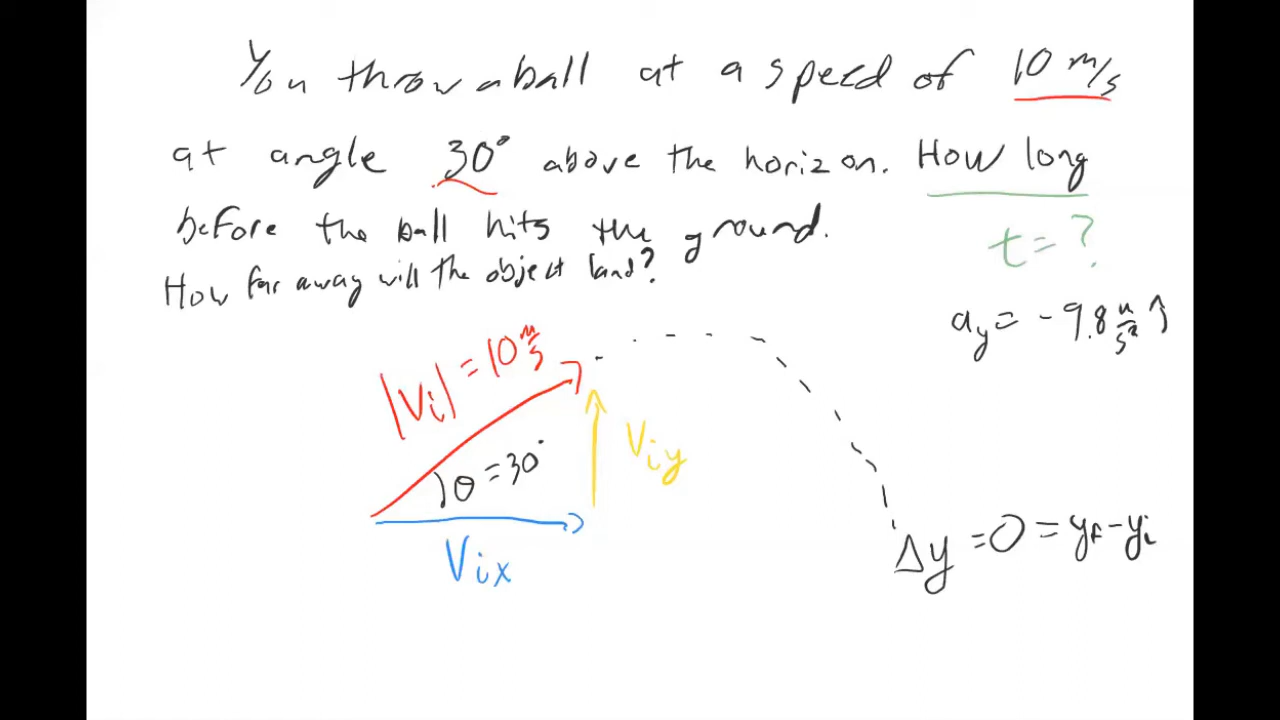 You throw a ball at a speed of 10 m/s
at angle 30° above the horizon. How long
before the ball hits the ground.
t = ?
How far away will the object land?
ay = -9.8 m/s² ↑
|Vi| = 10 m/s
Viy
θ = 30°
Δy = 0 = yf - yi
Vix